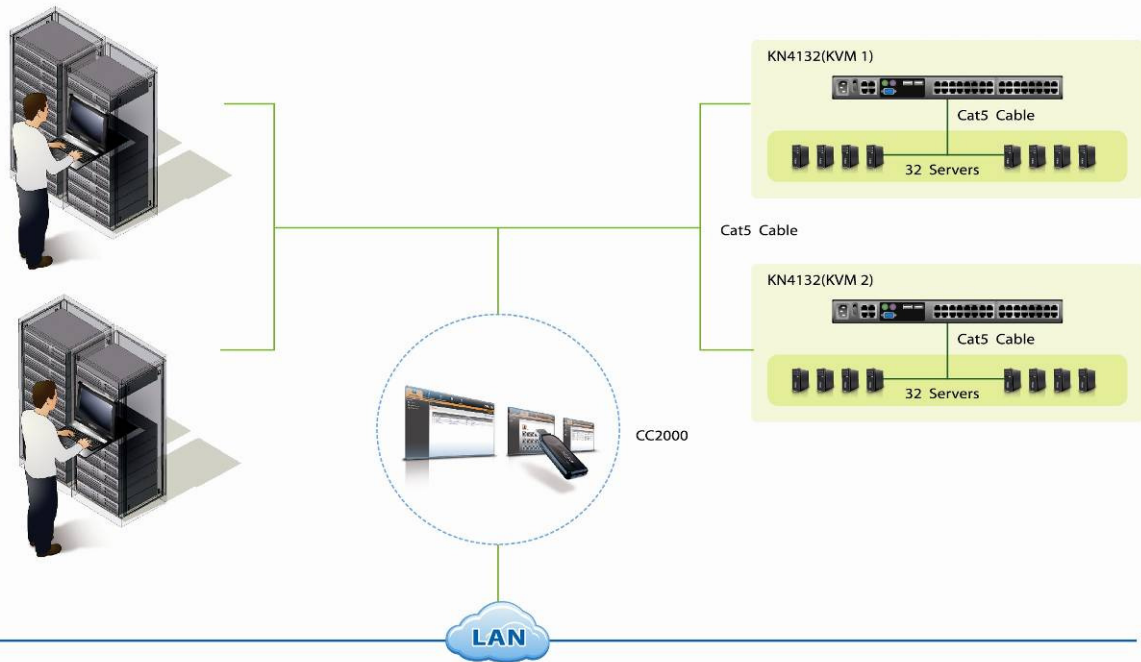 KN4132(KVM 1)
Cat5 Cable
32 Servers
Cat5 Cable
KN4132(KVM 2)
Cat5 Cable
32 Servers
CC2000
LAN